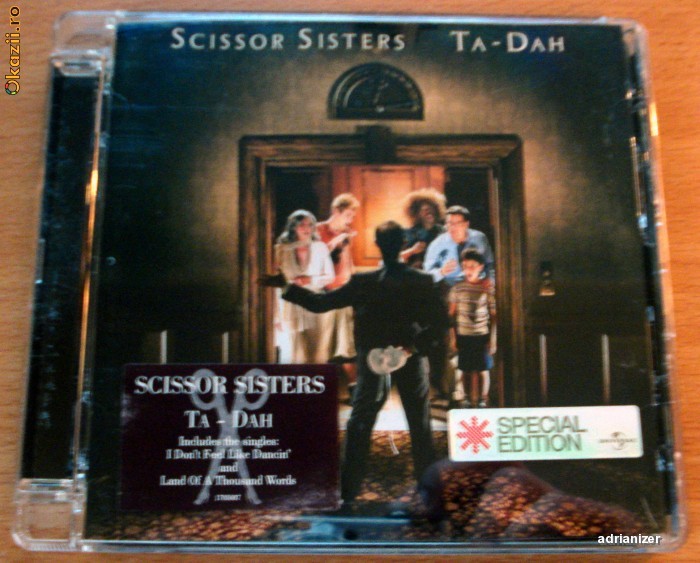 Okazii.ro
SCISSOR SISTERS TA-DAH
SCISSOR SISTERS
TA - DAH
Includes the singles:
I Don't Feel Like Dancin'
and
Land Of A Thousand Words
SPECIAL
EDITION
UNIVERSAL
adrianizer